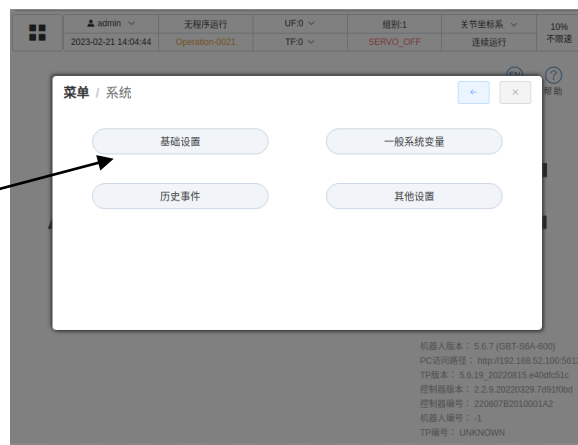 admin 无程序运行 UF:0 组别:1 关节坐标系 10%
2023-02-21 14:04:44 Operation-0021 TF:0 SERVO_OFF 连续运行 不限速
EN ?
帮助
菜单 / 系统
基础设置 一般系统变量
历史事件 其他设置
机器人版本： 5.6.7 (GBT-S6A-600)
PC访问路径： http://192.168.52.100:561
TP版本： 5.6.19_20220815.e40dfc51c
控制器版本： 2.2.9.20220329.7d91f0bd
控制器编号： 220607B2010001A2
机器人编号： -1
TP编号： UNKNOWN